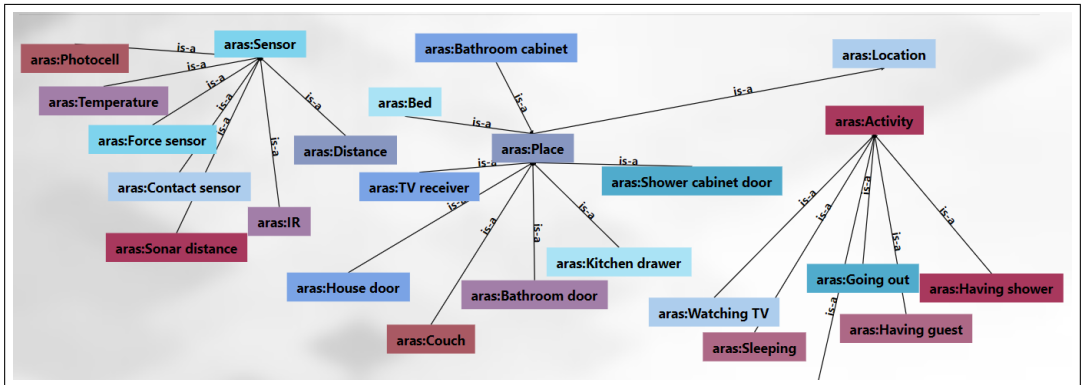 aras:Sensor
aras:Photocell
is-a
is-a
aras:Temperature
is-a
is-a
is-a
is-a
is-a
aras:Force sensor
aras:Distance
aras:Contact sensor
aras:IR
aras:Sonar distance
aras:Bathroom cabinet
aras:Location
is-a
is-a
aras:Bed
is-a
aras:Place
is-a
is-a
aras:TV receiver
aras:Shower cabinet door
is-a
is-a
is-a
is-a
aras:Kitchen drawer
aras:House door
aras:Bathroom door
aras:Couch
aras:Activity
is-a
is-a
is-a
is-a
is-a
is-a
aras:Going out
aras:Having shower
aras:Watching TV
aras:Having guest
aras:Sleeping